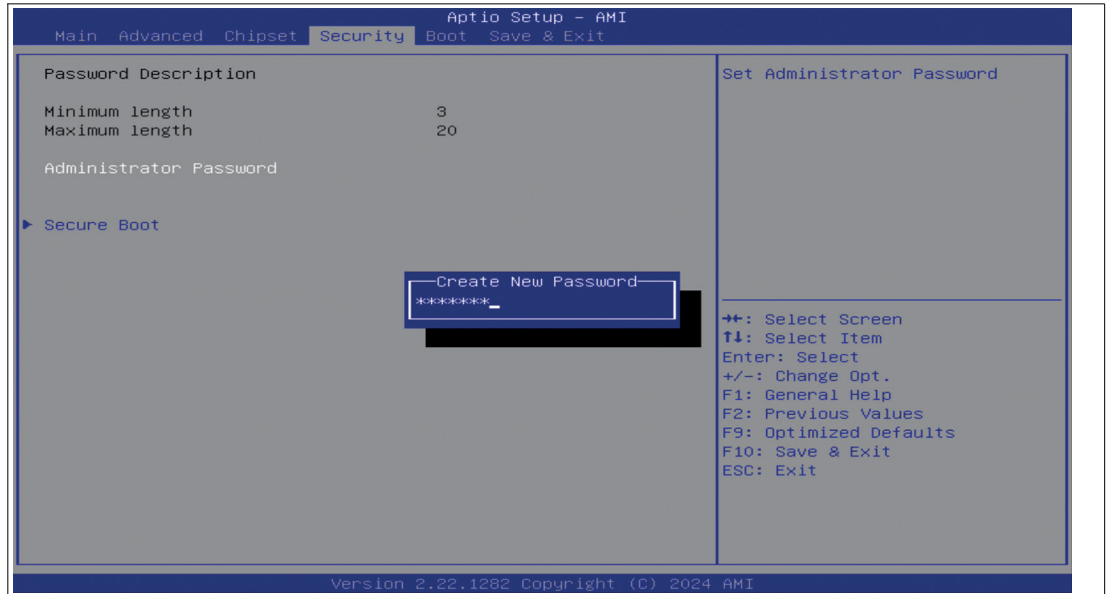 Aptio Setup – AMI
Main Advanced Chipset Security Boot Save & Exit
Password Description
Minimum length 3
Maximum length 20
Administrator Password
▶ Secure Boot
Create New Password
*******_
Set Administrator Password
→←: Select Screen
↑↓: Select Item
Enter: Select
+/-: Change Opt.
F1: General Help
F2: Previous Values
F9: Optimized Defaults
F10: Save & Exit
ESC: Exit
Version 2.22.1282 Copyright (C) 2024 AMI